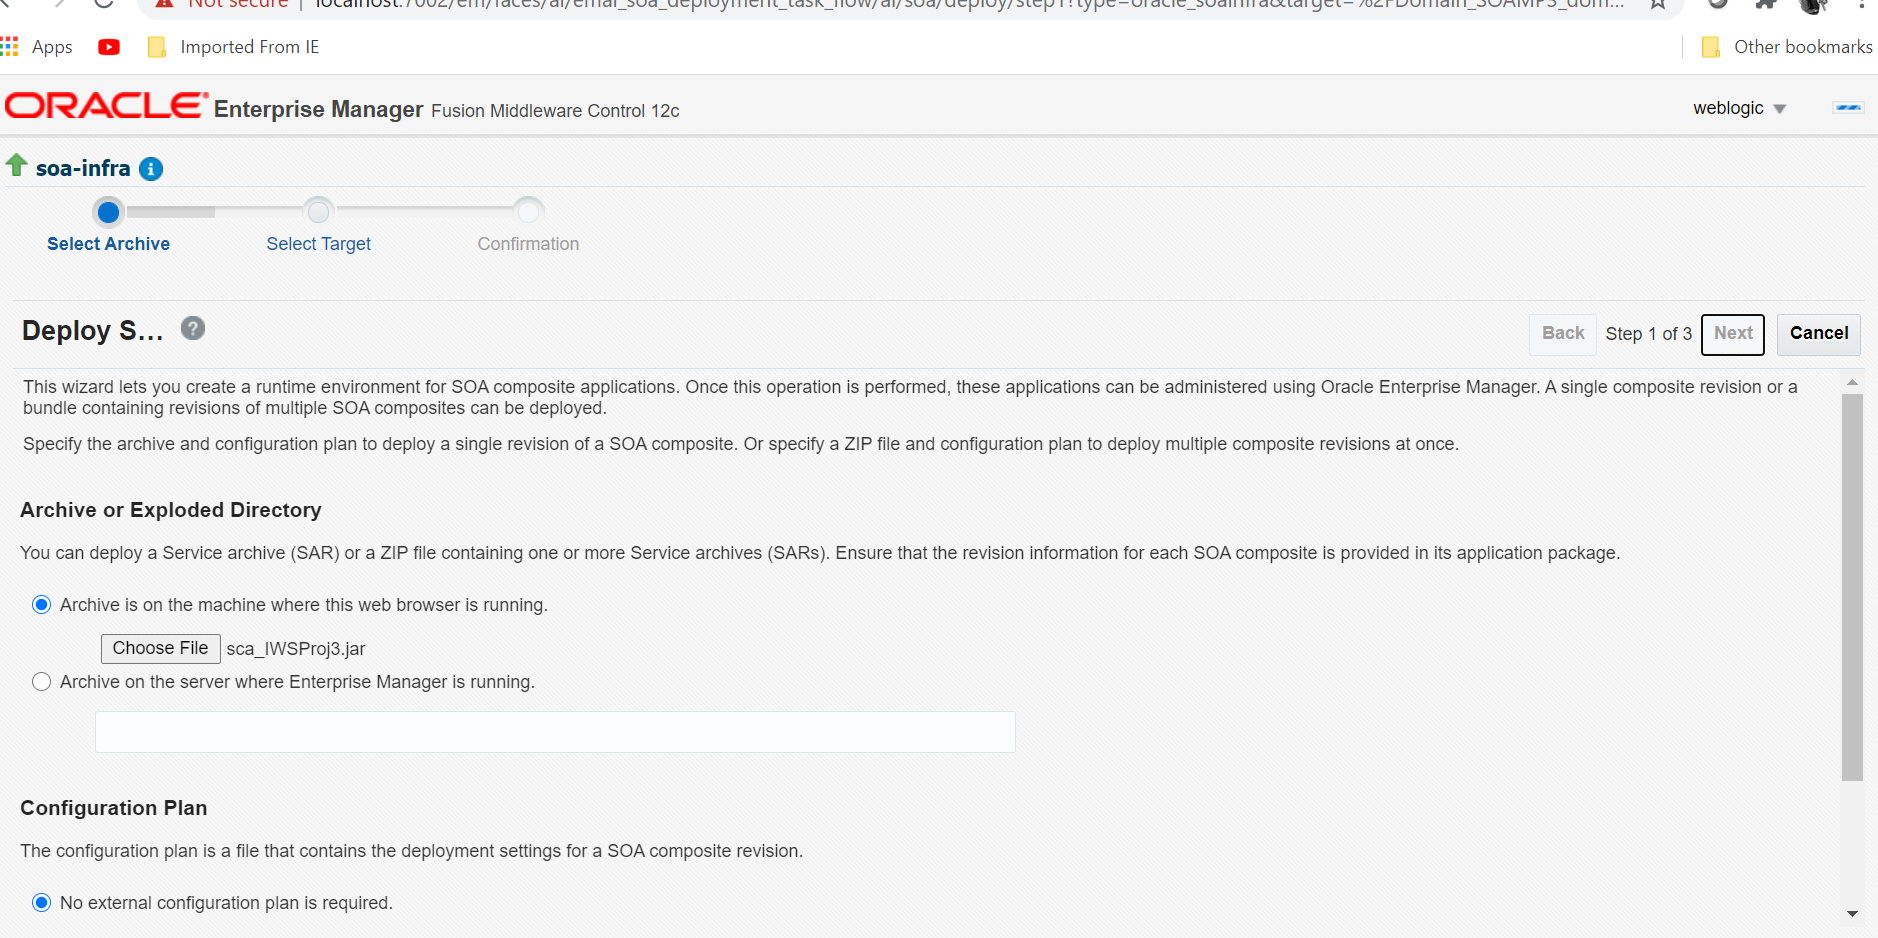 Not secure | localhost:7002/em/faces/ai/emai_soa_deployment_task_flow/ai/soa/deploy/step1?type=oracle_soainfra&target=%2FDomain_SOAMP3_dom...
Apps Imported From IE Other bookmarks
ORACLE® Enterprise Manager Fusion Middleware Control 12c weblogic
soa-infra
Select Archive Select Target Confirmation
Deploy S... ? Back Step 1 of 3 Next Cancel
This wizard lets you create a runtime environment for SOA composite applications. Once this operation is performed, these applications can be administered using Oracle Enterprise Manager. A single composite revision or a
bundle containing revisions of multiple SOA composites can be deployed.
Specify the archive and configuration plan to deploy a single revision of a SOA composite. Or specify a ZIP file and configuration plan to deploy multiple composite revisions at once.
Archive or Exploded Directory
You can deploy a Service archive (SAR) or a ZIP file containing one or more Service archives (SARs). Ensure that the revision information for each SOA composite is provided in its application package.
Archive is on the machine where this web browser is running.
Choose File sca_IWSProj3.jar
Archive on the server where Enterprise Manager is running.
Configuration Plan
The configuration plan is a file that contains the deployment settings for a SOA composite revision.
No external configuration plan is required.